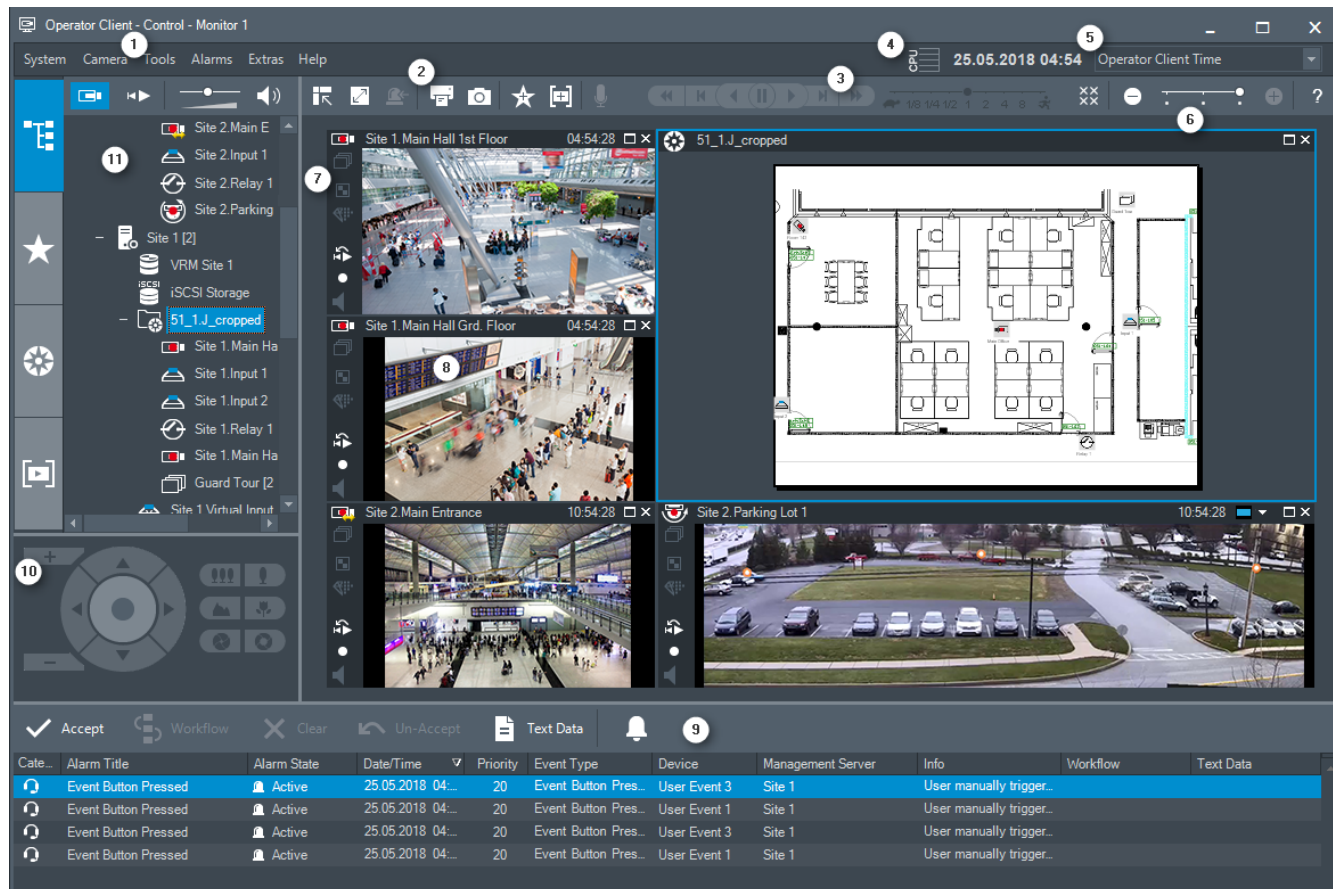 Operator Client - Control - Monitor 1
System Camera Tools Alarms Extras Help
1
4
CPU
25.05.2018 04:54
5
Operator Client Time
2
3
1/8 1/4 1/2 1 2 4 8
6
?
11
Site 2.Main E
Site 2.Input 1
Site 2.Relay 1
Site 2.Parking
Site 1 [2]
VRM Site 1
iSCSI
iSCSI Storage
51_1.J_cropped
Site 1.Main Ha
Site 1.Input 1
Site 1.Input 2
Site 1.Relay 1
Site 1.Main Ha
Guard Tour [2
Site 1 Virtual Input
10
7
Site 1.Main Hall 1st Floor 04:54:28
Site 1.Main Hall Grd. Floor 04:54:28
8
Site 2.Main Entrance 10:54:28
51_1.J_cropped
Main Office
Input 1
Input 2
Relay 1
Site 2.Parking Lot 1 10:54:28
Accept Workflow Clear Un-Accept Text Data
9
Cate... Alarm Title Alarm State Date/Time Priority Event Type Device Management Server Info Workflow Text Data
Event Button Pressed Active 25.05.2018 04:... 20 Event Button Pres... User Event 3 Site 1 User manually trigger...
Event Button Pressed Active 25.05.2018 04:... 20 Event Button Pres... User Event 1 Site 1 User manually trigger...
Event Button Pressed Active 25.05.2018 04:... 20 Event Button Pres... User Event 3 Site 1 User manually trigger...
Event Button Pressed Active 25.05.2018 04:... 20 Event Button Pres... User Event 1 Site 1 User manually trigger...